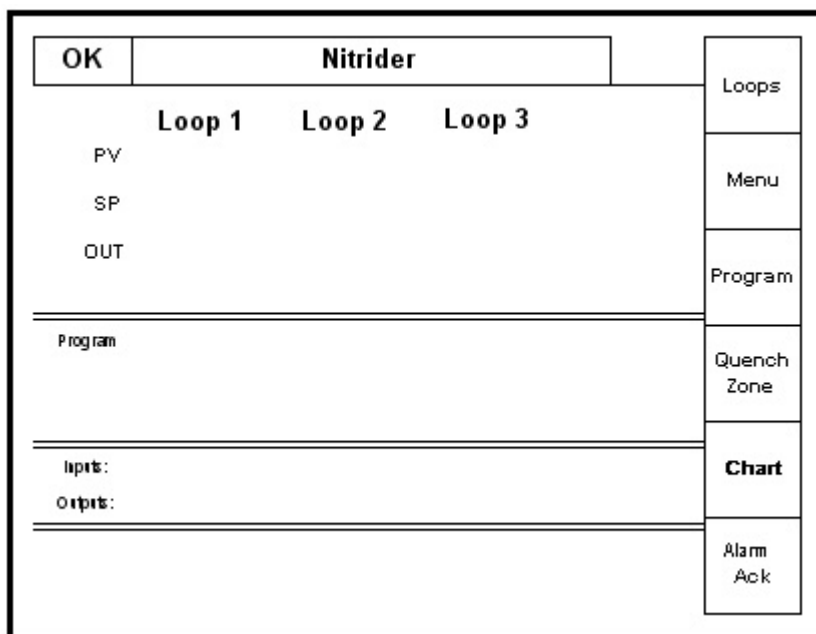 OK
Nitrider
Loop 1 Loop 2 Loop 3
PV
SP
OUT
Program
Inputs:
Outputs:
Loops
Menu
Program
Quench
Zone
Chart
Alarm
Ack